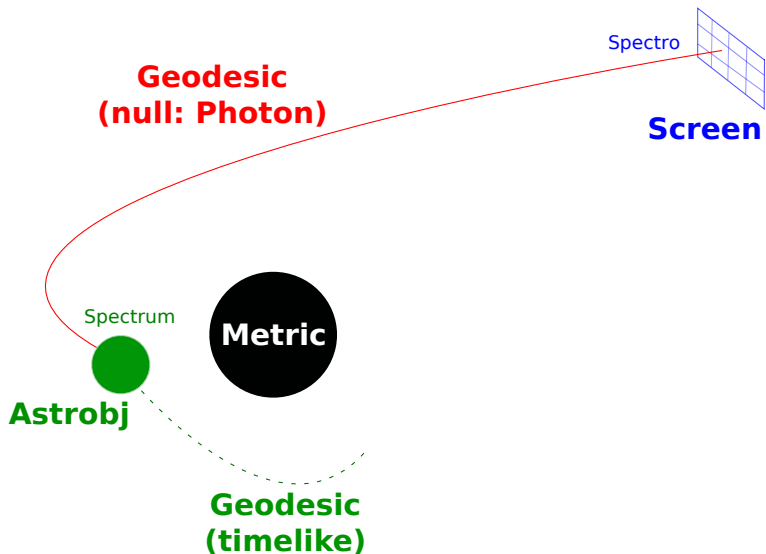 Spectro
Geodesic
(null: Photon)
Screen
Spectrum
Metric
Astrobj
Geodesic
(timelike)